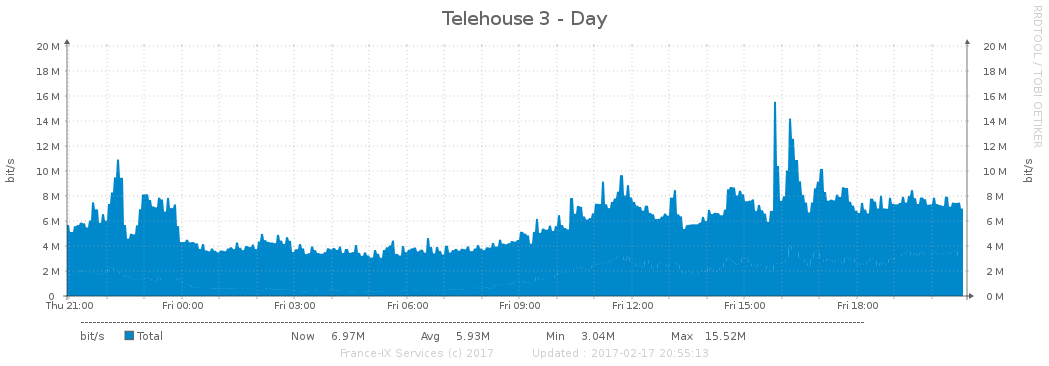 Telehouse 3 - Day
RRDTOOL / TOBI OETIKER
bit/s
bit/s
20 M 20 M
18 M 18 M
16 M 16 M
14 M 14 M
12 M 12 M
10 M 10 M
8 M 8 M
6 M 6 M
4 M 4 M
2 M 2 M
0 0 M
Thu 21:00 Fri 00:00 Fri 03:00 Fri 06:00 Fri 09:00 Fri 12:00 Fri 15:00 Fri 18:00
bit/s Total Now 6.97M Avg 5.93M Min 3.04M Max 15.52M
France-IX Services (c) 2017 Updated : 2017-02-17 20:55:13